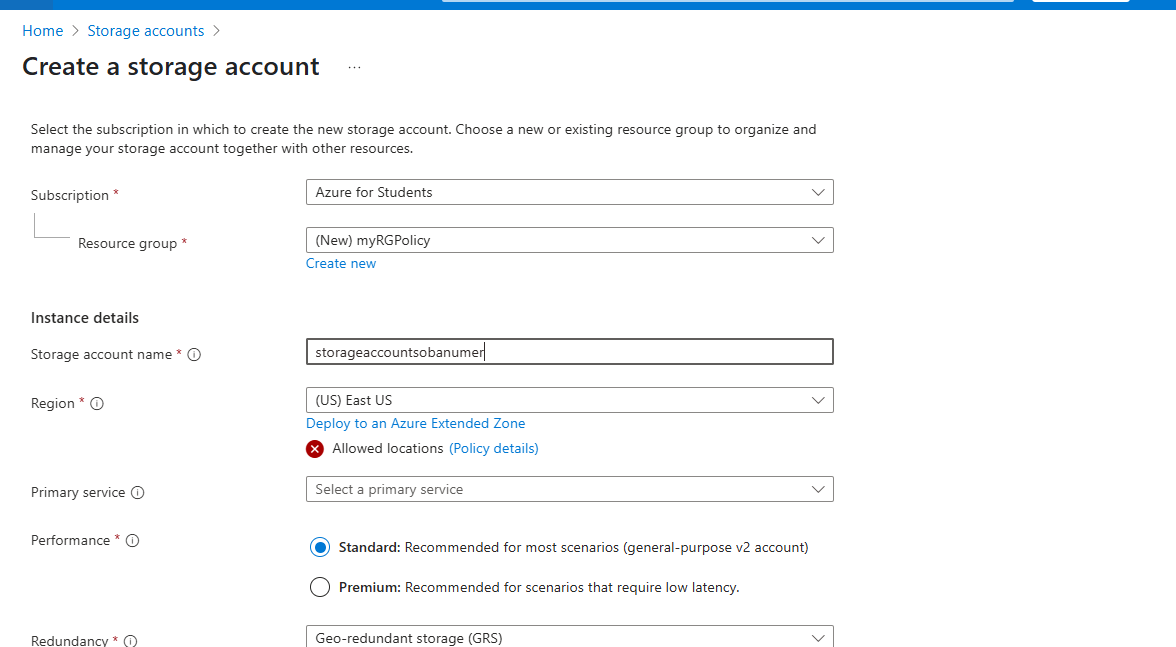 Home > Storage accounts >
Create a storage account ...
Select the subscription in which to create the new storage account. Choose a new or existing resource group to organize and
manage your storage account together with other resources.
Subscription *
Azure for Students
Resource group *
(New) myRGPolicy
Create new
Instance details
Storage account name *
storageaccountsobanumer
Region *
(US) East US
Deploy to an Azure Extended Zone
Allowed locations (Policy details)
Primary service
Select a primary service
Performance *
Standard: Recommended for most scenarios (general-purpose v2 account)
Premium: Recommended for scenarios that require low latency.
Redundancy *
Geo-redundant storage (GRS)